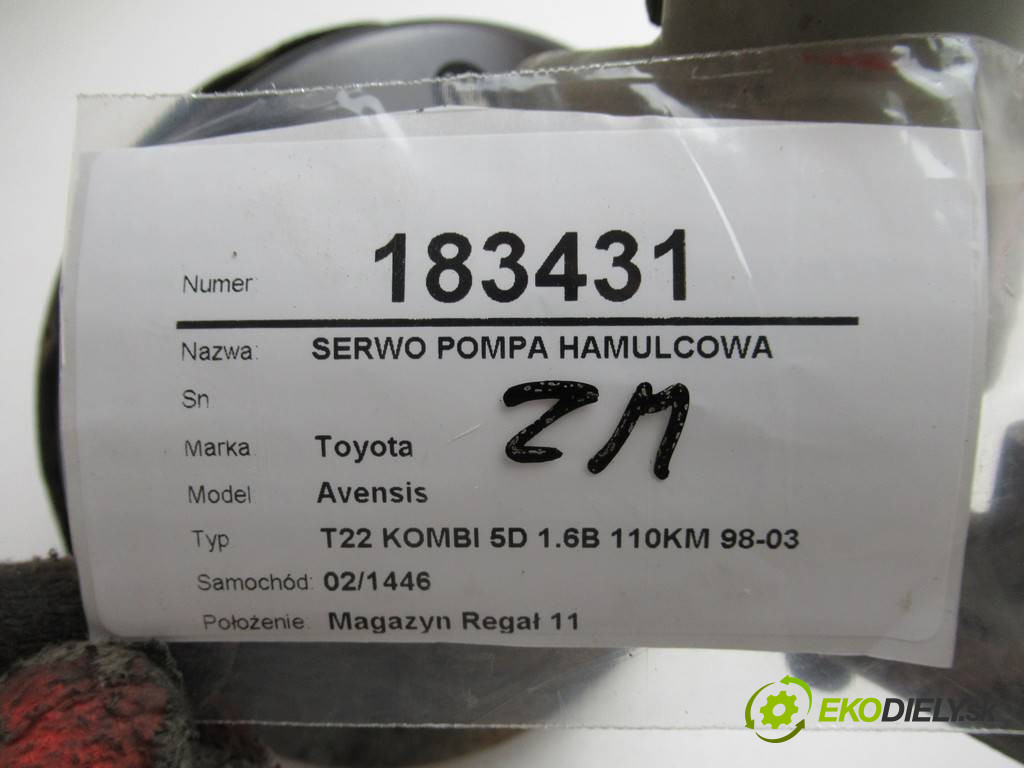 Numer: 183431
Nazwa: SERWO POMPA HAMULCOWA
Sn
ZM
Marka Toyota
Model Avensis
Typ T22 KOMBI 5D 1.6B 110KM 98-03
Samochód: 02/1446
Położenie: Magazyn Regał 11
EKODIELY.SK